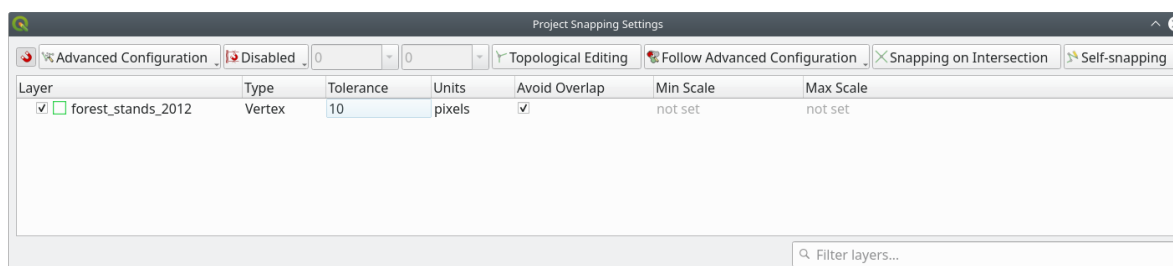 Project Snapping Settings
Advanced Configuration Disabled 0 0 Topological Editing Follow Advanced Configuration Snapping on Intersection Self-snapping
Layer Type Tolerance Units Avoid Overlap Min Scale Max Scale
forest_stands_2012 Vertex 10 pixels not set not set
Filter layers...